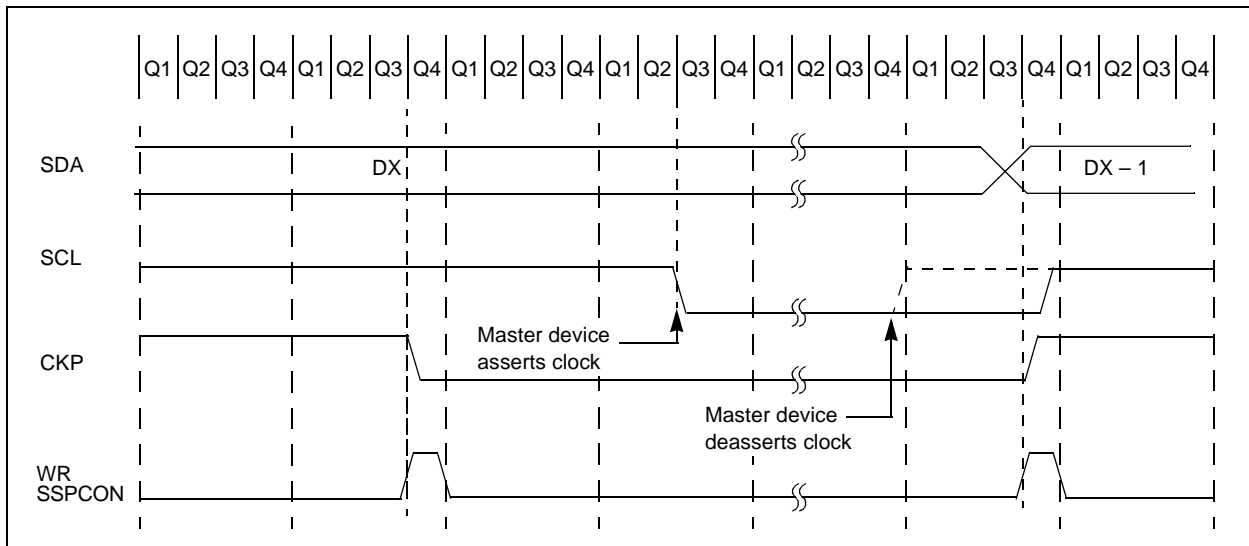 Q1 Q2 Q3 Q4 Q1 Q2 Q3 Q4 Q1 Q2 Q3 Q4 Q1 Q2 Q3 Q4 Q1 Q2 Q3 Q4 Q1 Q2 Q3 Q4 Q1 Q2 Q3 Q4
SDA
DX
DX – 1
SCL
Master device
asserts clock
CKP
Master device
deasserts clock
WR
SSPCON